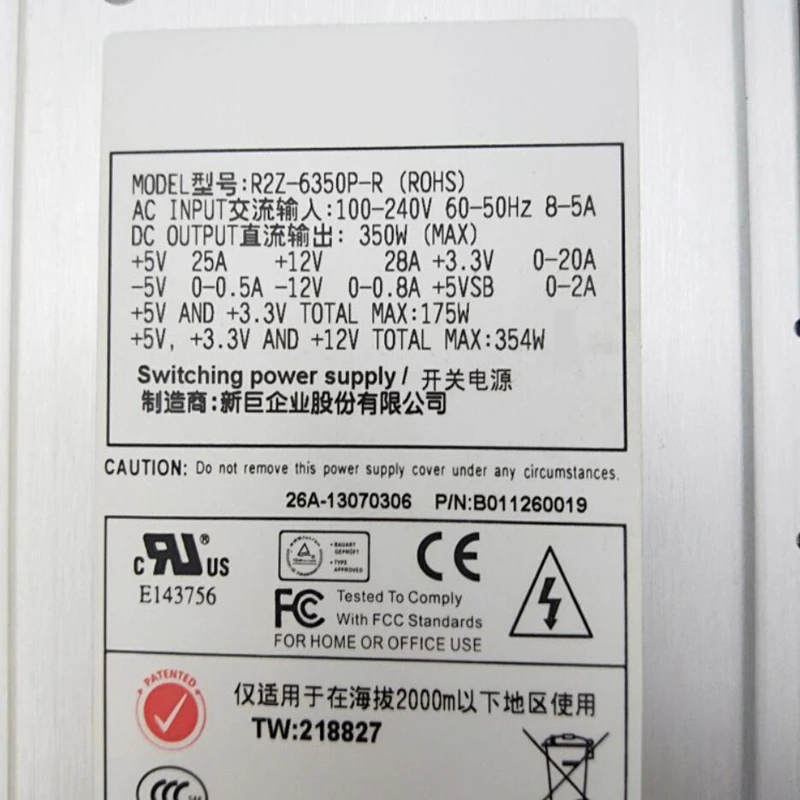 MODEL型号:R2Z-6350P-R (ROHS)
AC INPUT交流输入:100-240V 60-50Hz 8-5A
DC OUTPUT直流输出: 350W (MAX)
+5V 25A +12V 28A +3.3V 0-20A
-5V 0-0.5A -12V 0-0.8A +5VSB 0-2A
+5V AND +3.3V TOTAL MAX:175W
+5V, +3.3V AND +12V TOTAL MAX:354W
Switching power supply / 开关电源
制造商:新巨企业股份有限公司
CAUTION: Do not remove this power supply cover under any circumstances.
26A-13070306 P/N:B011260019
c RU ® US
E143756
• BAUART GEPRÜFT
• TYPE APPROVED
CE
FC
Tested To Comply
With FCC Standards
FOR HOME OR OFFICE USE
PATENTED
仅适用于在海拔2000m以下地区使用
TW:218827
CCC